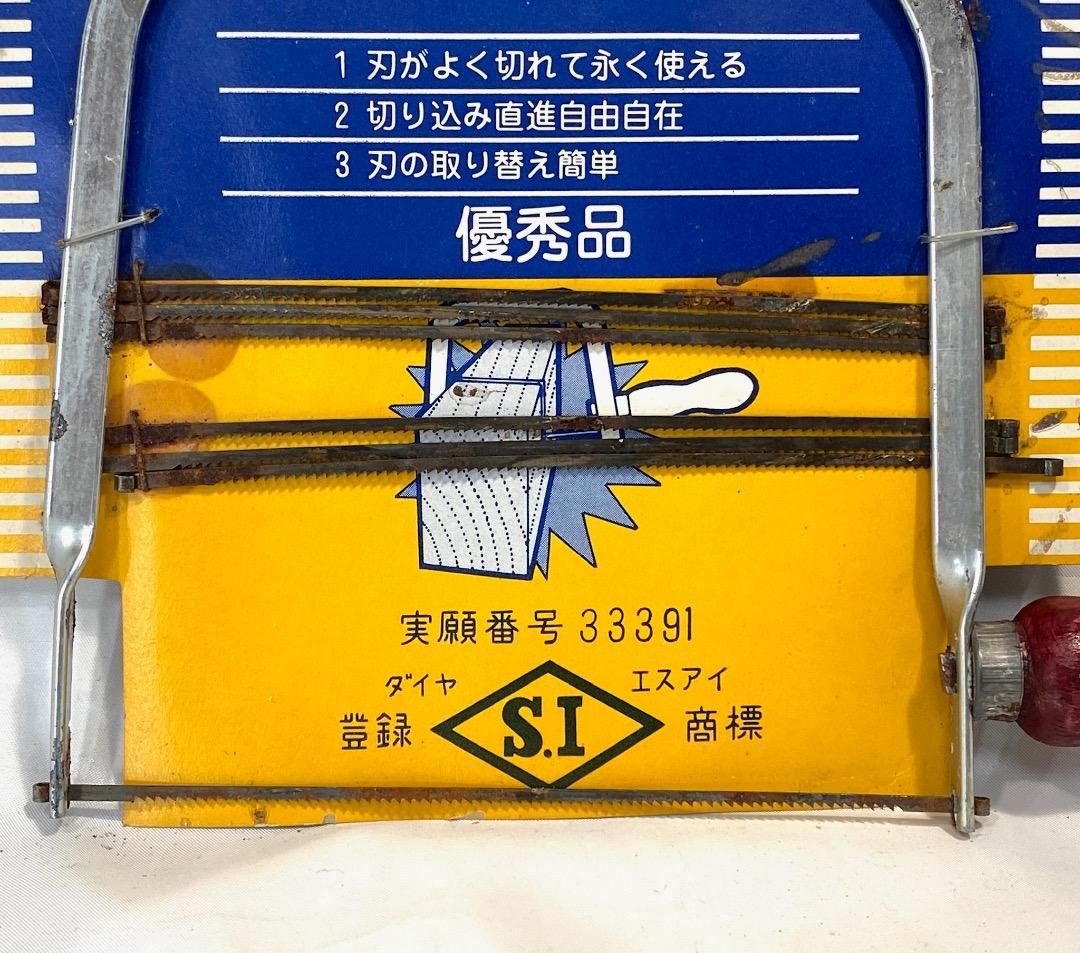 1 刃がよく切れて永く使える
2 切り込み直進自由自在
3 刃の取り替え簡単
優秀品
実願番号 33391
ダイヤ エスアイ
登録 S.I 商標